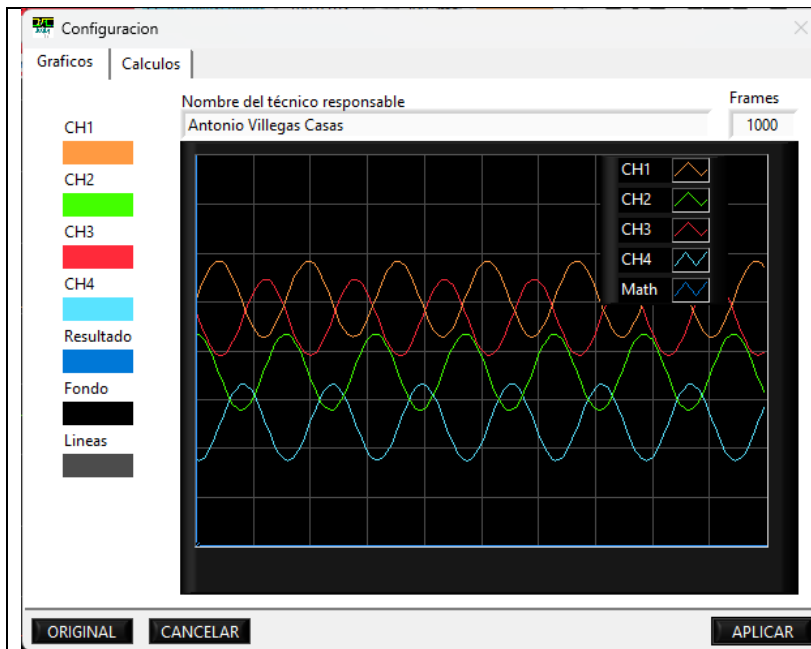 Configuracion
Graficos Calculos
Nombre del técnico responsable Frames
Antonio Villegas Casas 1000
CH1
CH2
CH3
CH4
Resultado
Fondo
Lineas
CH1
CH2
CH3
CH4
Math
ORIGINAL CANCELAR APLICAR